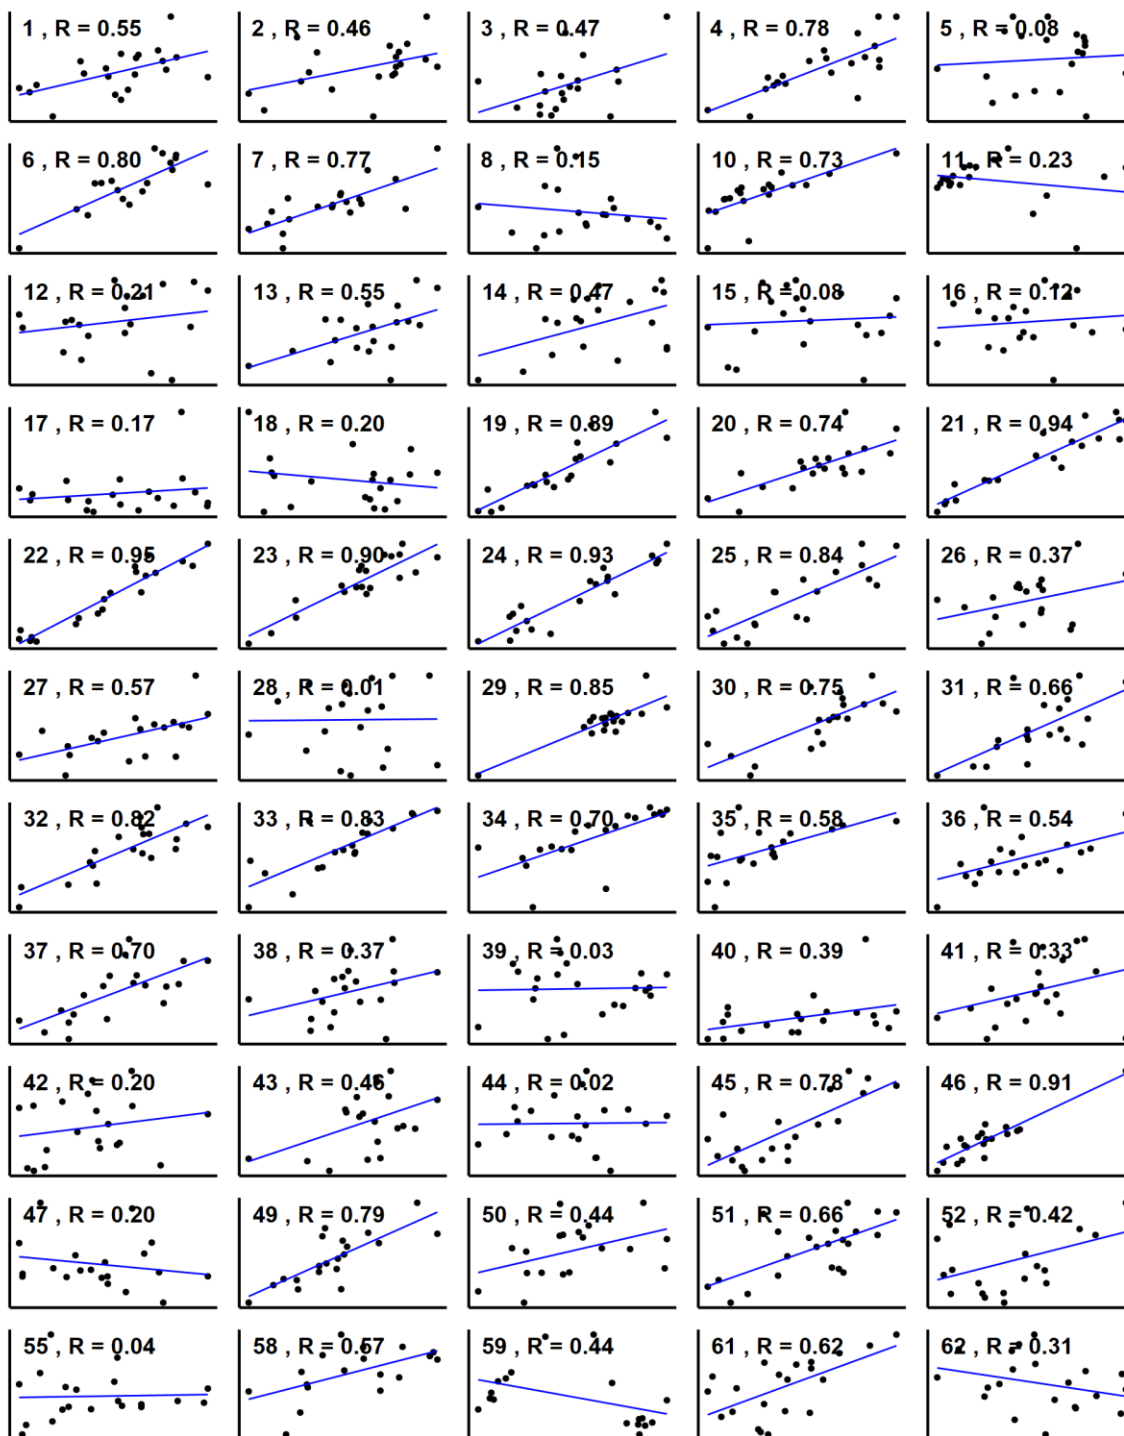 1 , R = 0.55
2 , R = 0.46
3 , R = 0.47
4 , R = 0.78
5 , R = 0.08
6 , R = 0.80
7 , R = 0.77
8 , R = 0.15
10 , R = 0.73
11 , R = 0.23
12 , R = 0.21
13 , R = 0.55
14 , R = 0.47
15 , R = 0.08
16 , R = 0.12
17 , R = 0.17
18 , R = 0.20
19 , R = 0.89
20 , R = 0.74
21 , R = 0.94
22 , R = 0.95
23 , R = 0.90
24 , R = 0.93
25 , R = 0.84
26 , R = 0.37
27 , R = 0.57
28 , R = 0.01
29 , R = 0.85
30 , R = 0.75
31 , R = 0.66
32 , R = 0.82
33 , R = 0.83
34 , R = 0.70
35 , R = 0.58
36 , R = 0.54
37 , R = 0.70
38 , R = 0.37
39 , R = 0.03
40 , R = 0.39
41 , R = 0.33
42 , R = 0.20
43 , R = 0.46
44 , R = 0.02
45 , R = 0.78
46 , R = 0.91
47 , R = 0.20
49 , R = 0.79
50 , R = 0.44
51 , R = 0.66
52 , R = 0.42
55 , R = 0.04
58 , R = 0.67
59 , R = 0.44
61 , R = 0.62
62 , R = 0.31